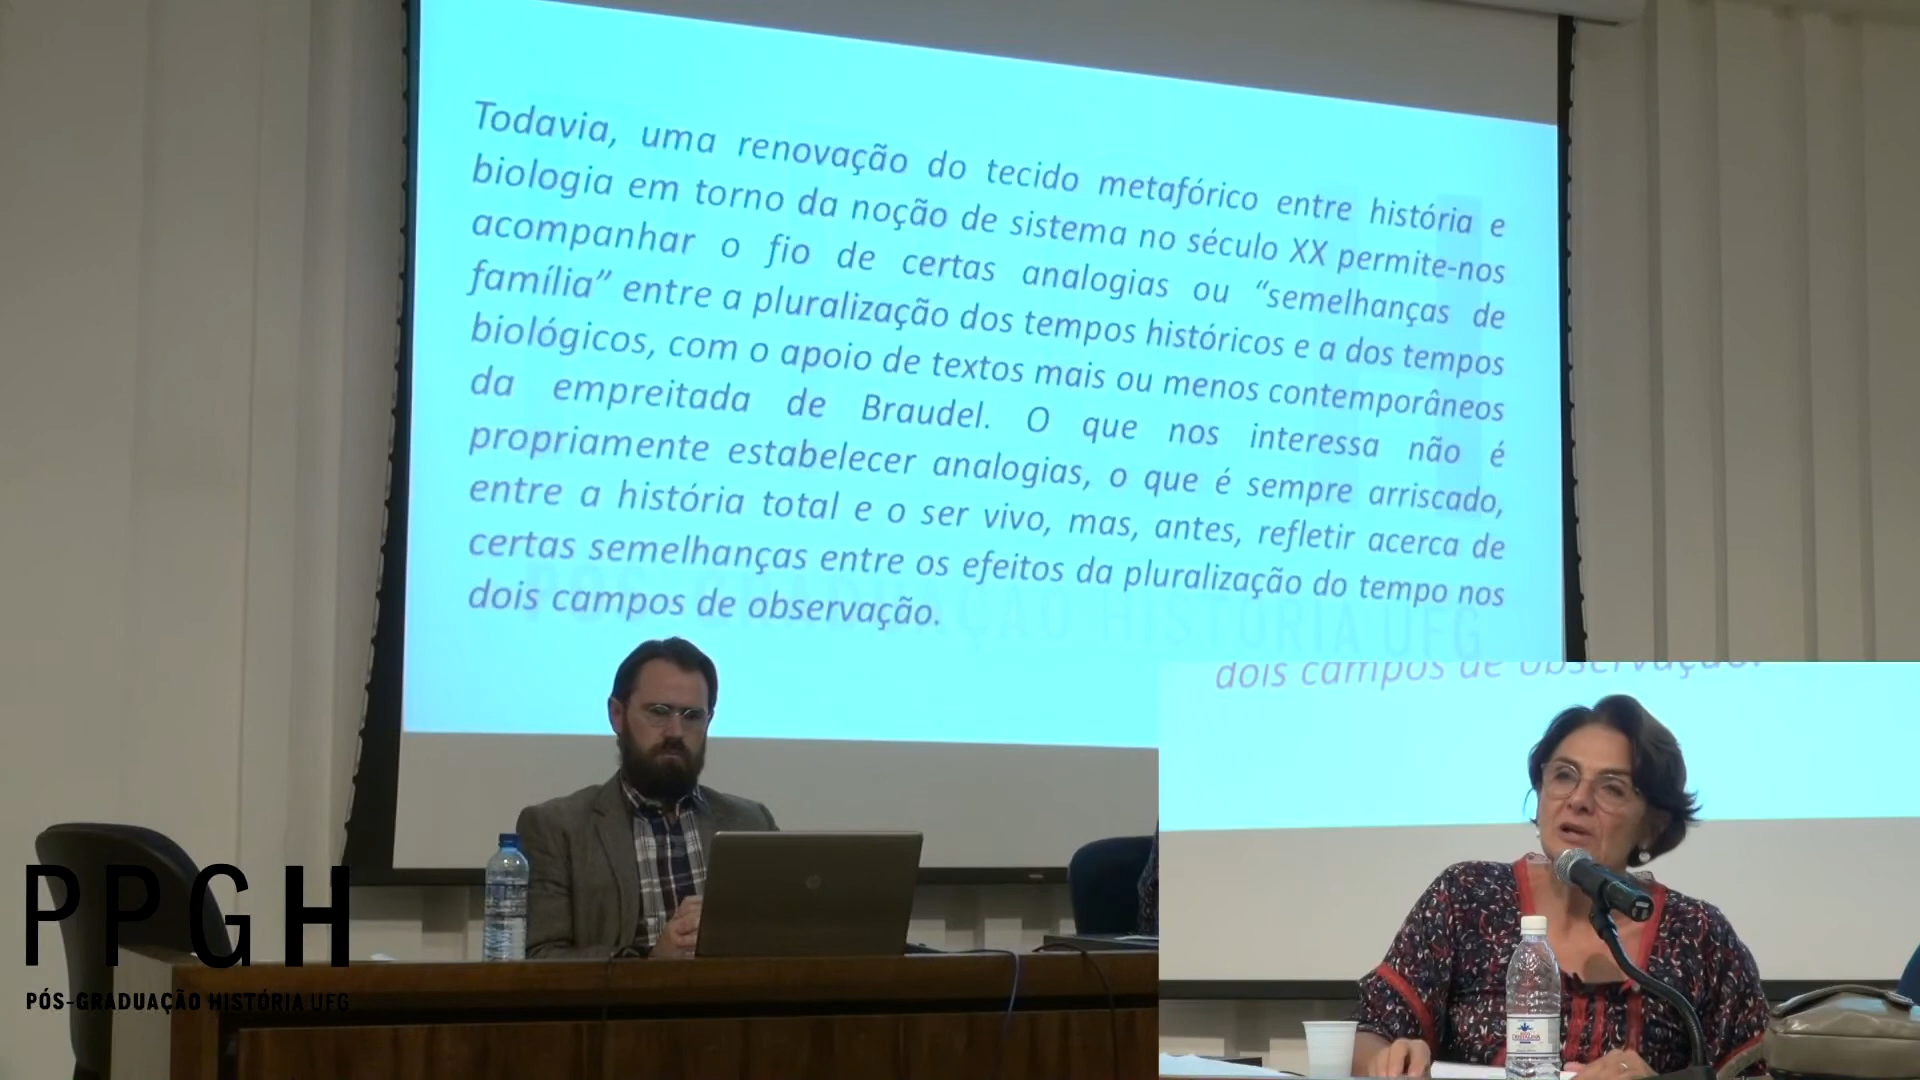 Todavia, uma renovação do tecido metafórico entre história e
biologia em torno da noção de sistema no século XX permite-nos
acompanhar o fio de certas analogias ou “semelhanças de
família” entre a pluralização dos tempos históricos e a dos tempos
biológicos, com o apoio de textos mais ou menos contemporâneos
da empreitada de Braudel. O que nos interessa não é
propriamente estabelecer analogias, o que é sempre arriscado,
entre a história total e o ser vivo, mas, antes, refletir acerca de
certas semelhanças entre os efeitos da pluralização do tempo nos
dois campos de observação.
PÓS-GRADUAÇÃO HISTÓRIA UFG
dois campos de observação.
PPGH
PÓS-GRADUAÇÃO HISTÓRIA UFG